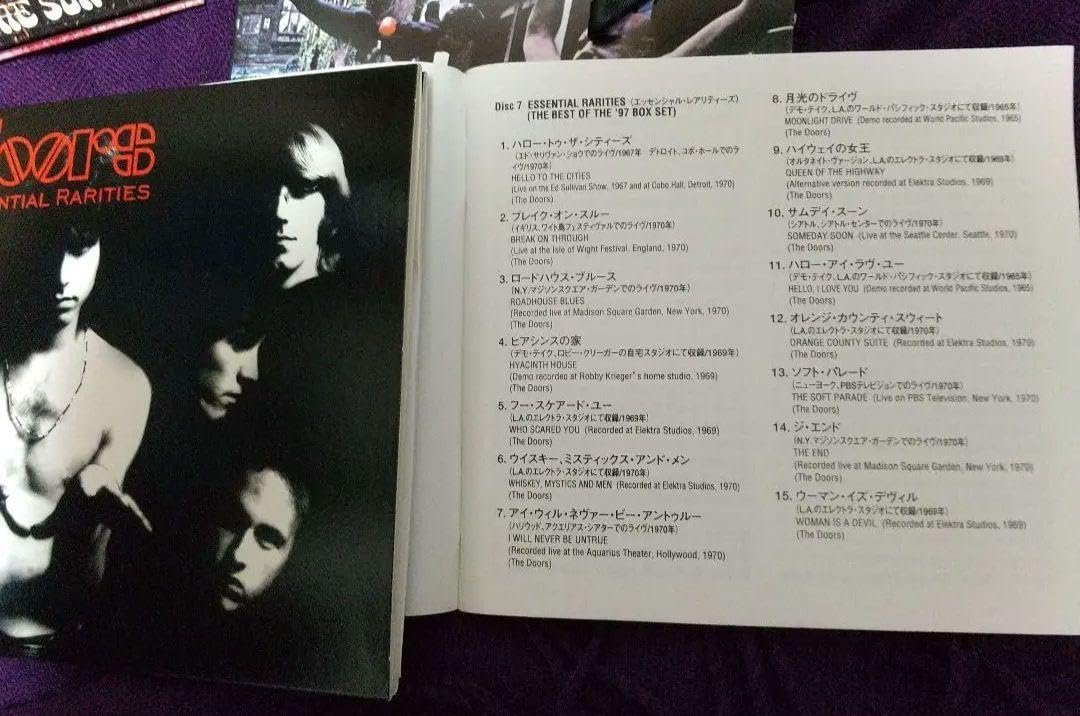 THE SUN
Doors
NTIAL RARITIES
Disc 7 ESSENTIAL RARITIES (エッセンシャル・レアリティーズ)
(THE BEST OF THE '97 BOX SET)
1. ハロー・トゥ・ザ・シティーズ
(エド・サリヴァン・ショウでのライヴ/1967年 デトロイト、コボ・ホールでのラ
イヴ/1970年)
HELLO TO THE CITIES
(Live on the Ed Sullivan Show, 1967 and at Cobo Hall, Detroit, 1970)
(The Doors)
2. ブレイク・オン・スルー
(イギリス、ワイト島フェスティヴァルでのライヴ/1970年)
BREAK ON THROUGH
(Live at the Isle of Wight Festival, England, 1970)
(The Doors)
3. ロードハウス・ブルース
(N.Y.マジソンスクエア・ガーデンでのライヴ/1970年)
ROADHOUSE BLUES
(Recorded live at Madison Square Garden, New York, 1970)
(The Doors)
4. ヒアシンスの家
(デモ・テイク、ロビー・クリーガーの自宅スタジオにて収録/1969年)
HYACINTH HOUSE
(Demo recorded at Robby Krieger's home studio, 1969)
(The Doors)
5. フー・スケアード・ユー
(L.A.のエレクトラ・スタジオにて収録/1969年)
WHO SCARED YOU (Recorded at Elektra Studios, 1969)
(The Doors)
6. ウイスキー、ミスティックス・アンド・メン
(L.A.のエレクトラ・スタジオにて収録/1970年)
WHISKEY, MYSTICS AND MEN (Recorded at Elektra Studios, 1970)
(The Doors)
7. アイ・ウィル・ネヴァー・ビー・アントゥルー
(ハリウッド、アクエリアス・シアターでのライヴ/1970年)
I WILL NEVER BE UNTRUE
(Recorded live at the Aquarius Theater, Hollywood, 1970)
(The Doors)
8. 月光のドライヴ
(デモ・テイク、L.A.のワールド・パシフィック・スタジオにて収録/1965年)
MOONLIGHT DRIVE (Demo recorded at World Pacific Studios, 1965)
(The Doors)
9. ハイウェイの女王
(オルタネイト・ヴァージョン、L.A.のエレクトラ・スタジオにて収録/1969年)
QUEEN OF THE HIGHWAY
(Alternative version recorded at Elektra Studios, 1969)
(The Doors)
10. サムデイ・スーン
(シアトル、シアトル・センターでのライヴ/1970年)
SOMEDAY SOON (Live at the Seattle Center, Seattle, 1970)
(The Doors)
11. ハロー・アイ・ラヴ・ユー
(デモ・テイク、L.A.のワールド・パシフィック・スタジオにて収録/1965年)
HELLO, I LOVE YOU (Demo recorded at World Pacific Studios, 1965)
(The Doors)
12. オレンジ・カウンティ・スウィート
(L.A.のエレクトラ・スタジオにて収録/1970年)
ORANGE COUNTY SUITE (Recorded at Elektra Studios, 1970)
(The Doors)
13. ソフト・パレード
(ニューヨーク、PBSテレビジョンでのライヴ/1970年)
THE SOFT PARADE (Live on PBS Television, New York, 1970)
(The Doors)
14. ジ・エンド
(N.Y.マジソンスクエア・ガーデンでのライヴ/1970年)
THE END
(Recorded live at Madison Square Garden, New York, 1970)
(The Doors)
15. ウーマン・イズ・デヴィル
(L.A.のエレクトラ・スタジオにて収録/1969年)
WOMAN IS A DEVIL (Recorded at Elektra Studios, 1969)
(The Doors)